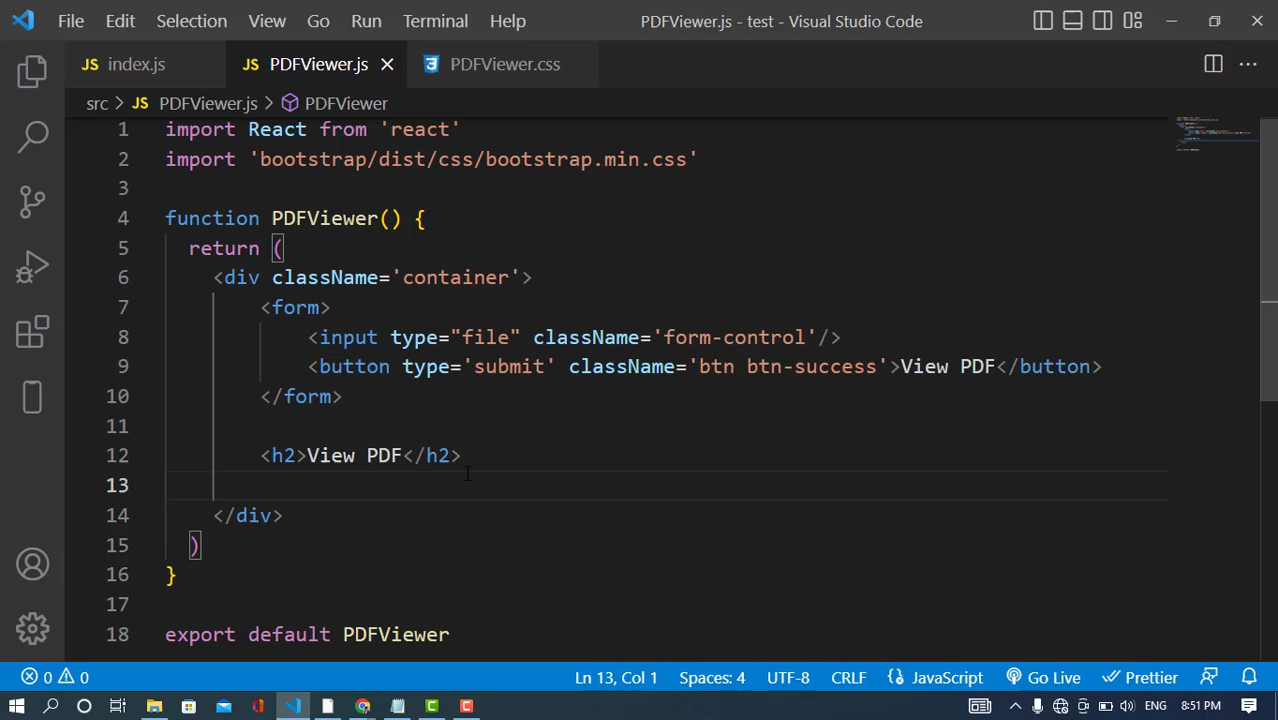 File Edit Selection View Go Run Terminal Help PDFViewer.js - test - Visual Studio Code
JS index.js JS PDFViewer.js PDFViewer.css
src > JS PDFViewer.js > PDFViewer
1 import React from 'react'
2 import 'bootstrap/dist/css/bootstrap.min.css'
3
4 function PDFViewer() {
5 return (
6 <div className='container'>
7 <form>
8 <input type="file" className='form-control'/>
9 <button type='submit' className='btn btn-success'>View PDF</button>
10 </form>
11
12 <h2>View PDF</h2>
13
14 </div>
15 )
16 }
17
18 export default PDFViewer
0 0 Ln 13, Col 1 Spaces: 4 UTF-8 CRLF JavaScript Go Live Prettier
ENG 8:51 PM